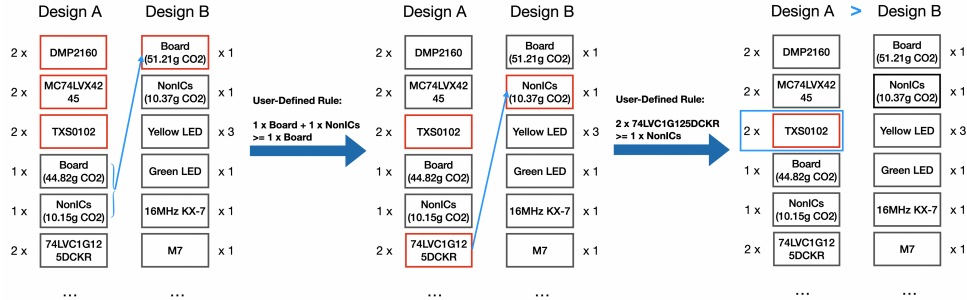 Design A
Design B
2 x
DMP2160
Board
(51.21g CO2)
x 1
2 x
MC74LVX42
45
NonICs
(10.37g CO2)
x 1
2 x
TXS0102
Yellow LED
x 3
1 x
Board
(44.82g CO2)
Green LED
x 1
1 x
NonICs
(10.15g CO2)
16MHz KX-7
x 1
2 x
74LVC1G12
5DCKR
M7
x 1
...
...
User-Defined Rule:
1 x Board + 1 x NonICs
>= 1 x Board
Design A
Design B
2 x
DMP2160
Board
(51.21g CO2)
x 1
2 x
MC74LVX42
45
NonICs
(10.37g CO2)
x 1
2 x
TXS0102
Yellow LED
x 3
1 x
Board
(44.82g CO2)
Green LED
x 1
1 x
NonICs
(10.15g CO2)
16MHz KX-7
x 1
2 x
74LVC1G12
5DCKR
M7
x 1
...
...
User-Defined Rule:
2 x 74LVC1G125DCKR
>= 1 x NonICs
Design A > Design B
2 x
DMP2160
Board
(51.21g CO2)
x 1
2 x
MC74LVX42
45
NonICs
(10.37g CO2)
x 1
2 x
TXS0102
Yellow LED
x 3
1 x
Board
(44.82g CO2)
Green LED
x 1
1 x
NonICs
(10.15g CO2)
16MHz KX-7
x 1
2 x
74LVC1G12
5DCKR
M7
x 1
...
...